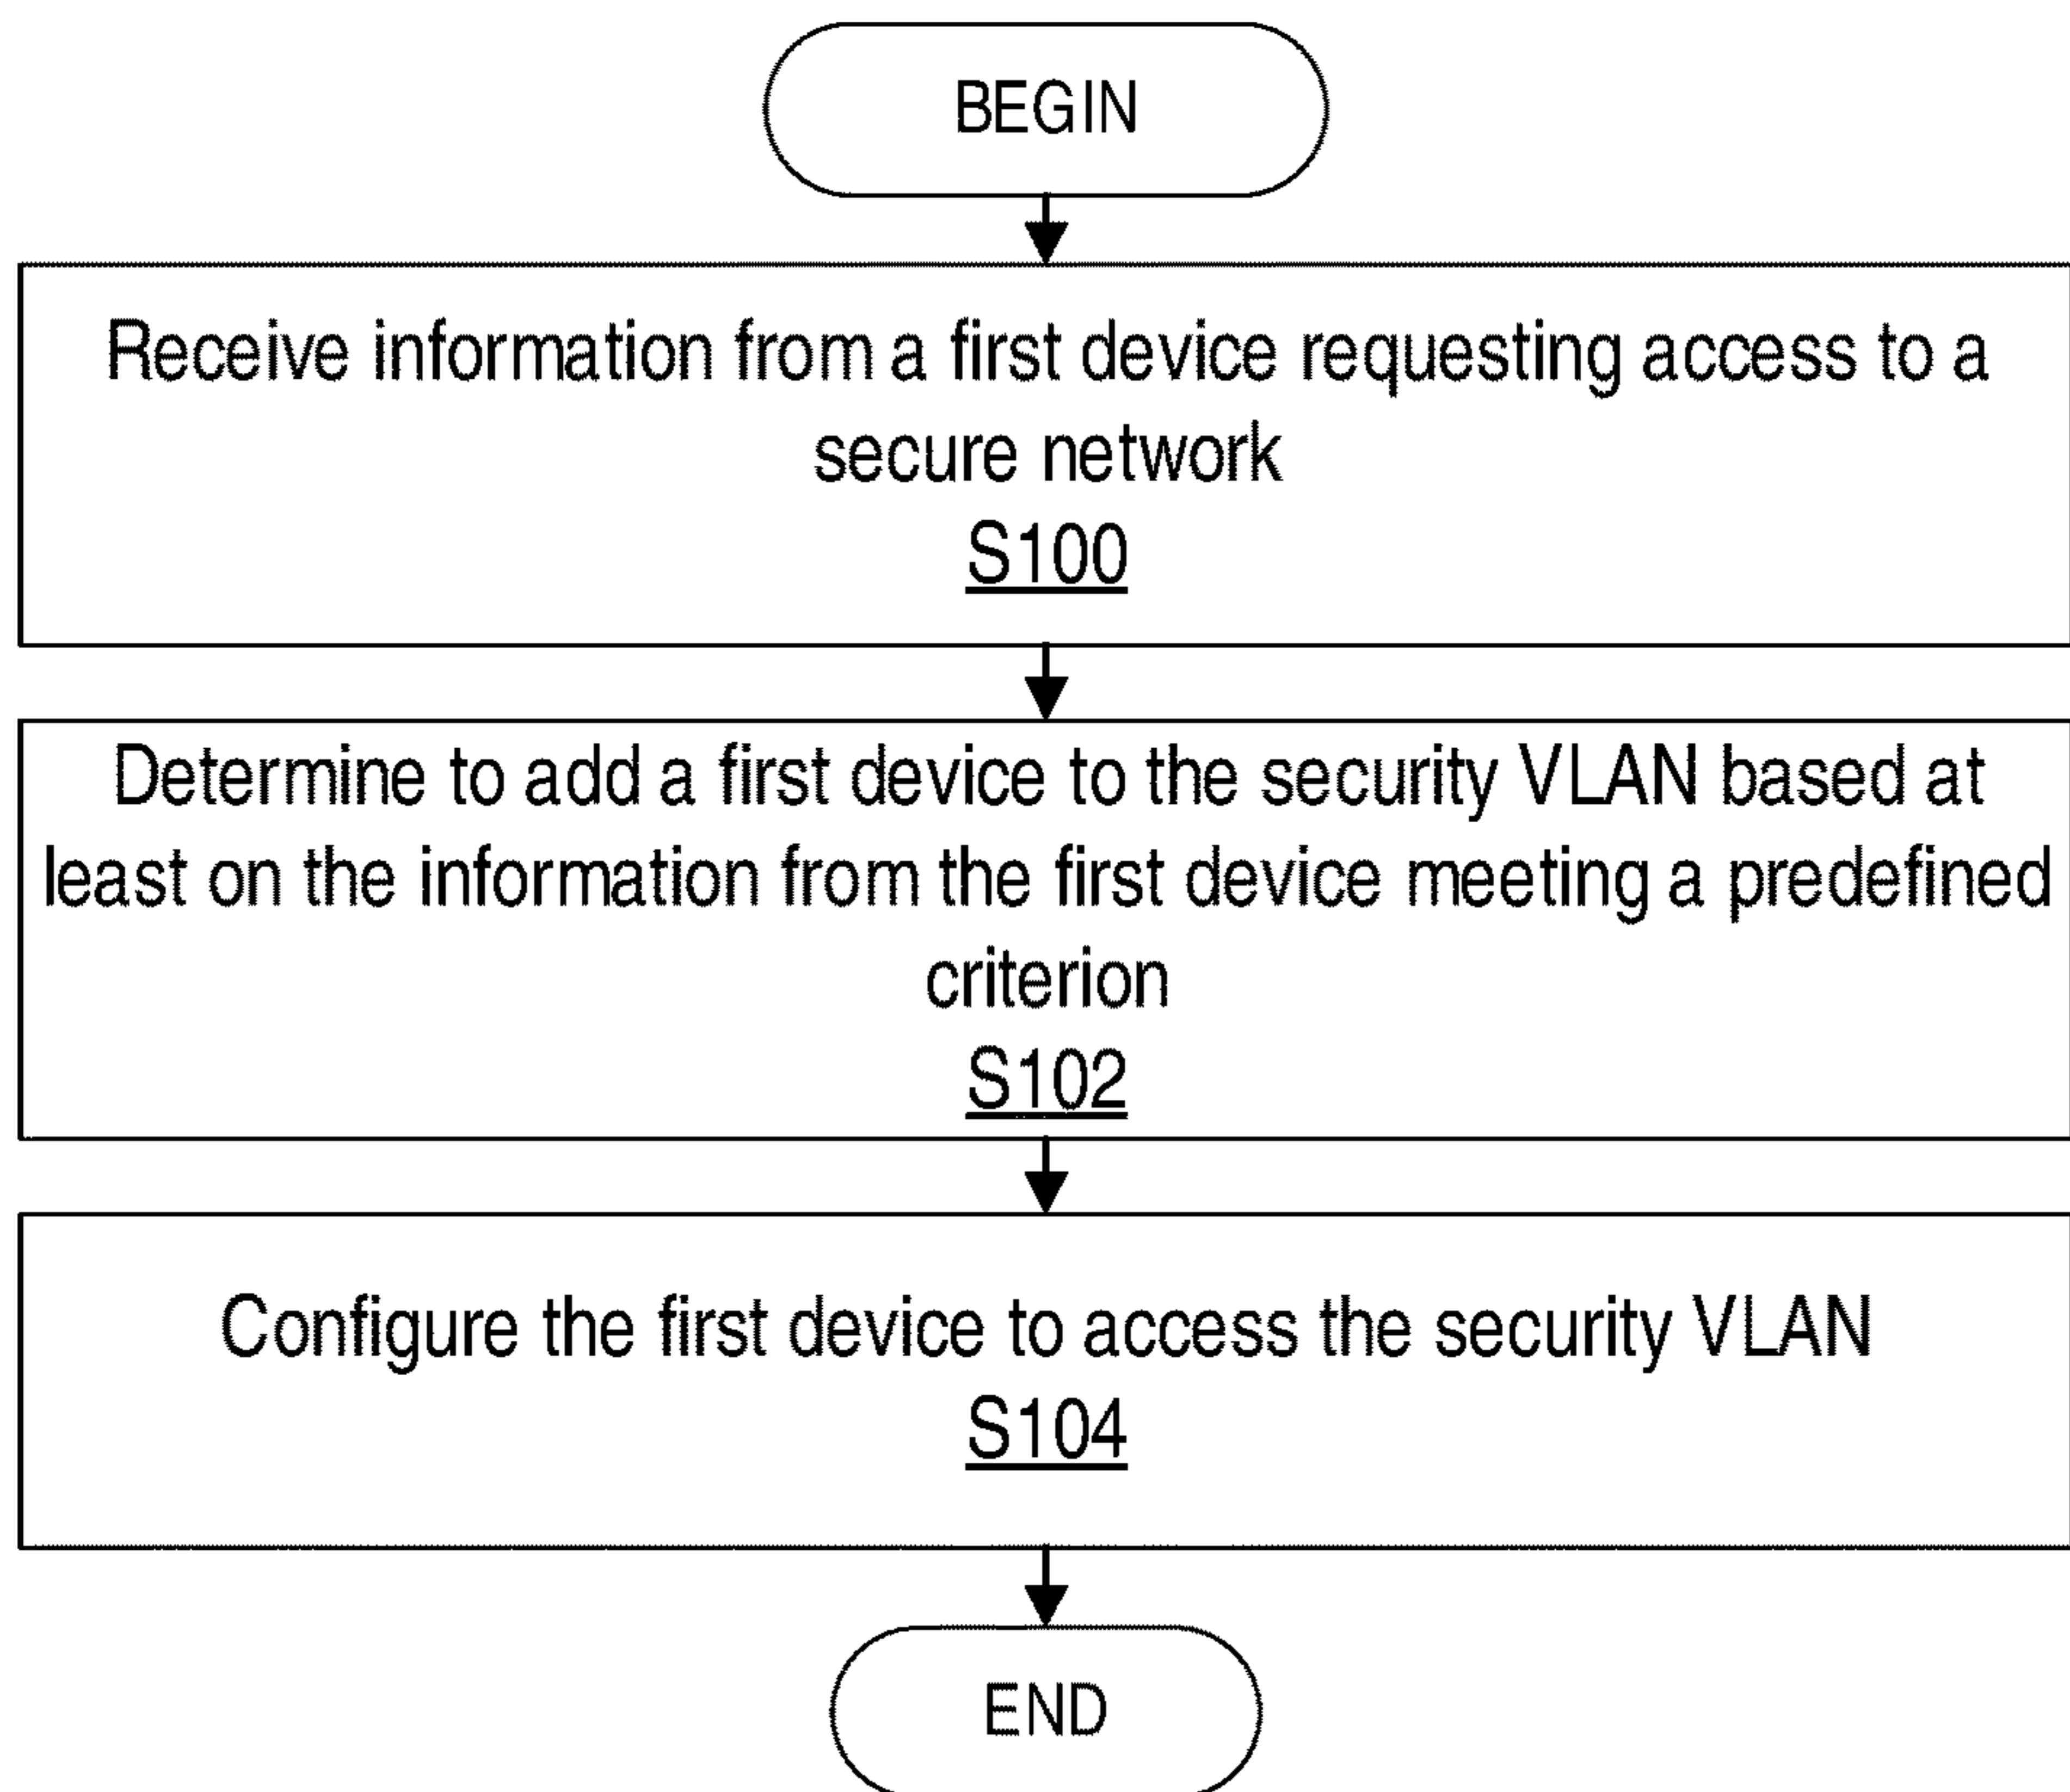 BEGIN
Receive information from a first device requesting access to a
secure network
S100
Determine to add a first device to the security VLAN based at
least on the information from the first device meeting a predefined
criterion
S102
Configure the first device to access the security VLAN
S104
END